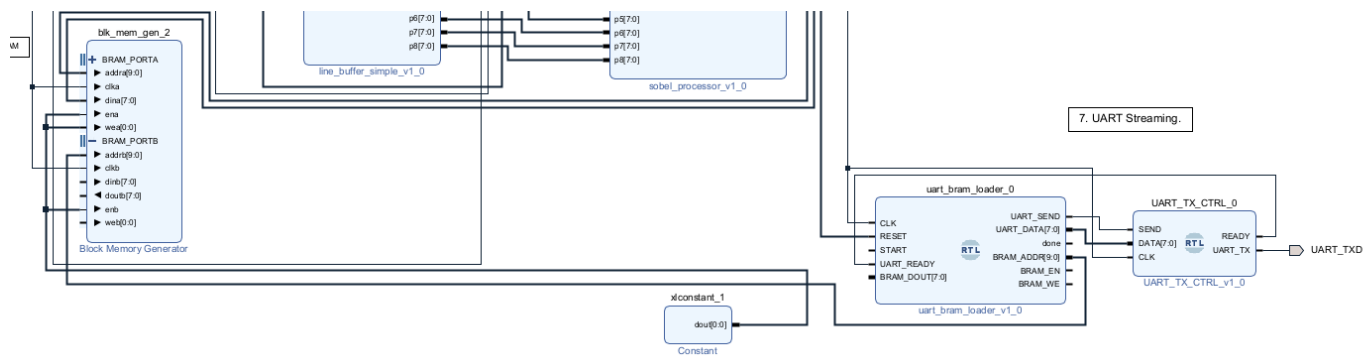 AM
blk_mem_gen_2
BRAM_PORTA
addra[9:0]
clka
dina[7:0]
ena
wea[0:0]
BRAM_PORTB
addrb[9:0]
clkb
dinb[7:0]
doutb[7:0]
enb
web[0:0]
Block Memory Generator
p6[7:0]
p7[7:0]
p8[7:0]
line_buffer_simple_v1_0
p5[7:0]
p6[7:0]
p7[7:0]
p8[7:0]
sobel_processor_v1_0
7. UART Streaming.
xlconstant_1
dout[0:0]
Constant
uart_bram_loader_0
CLK
RESET
START
UART_READY
BRAM_DOUT[7:0]
RTL
UART_SEND
UART_DATA[7:0]
done
BRAM_ADDR[9:0]
BRAM_EN
BRAM_WE
uart_bram_loader_v1_0
UART_TX_CTRL_0
SEND
DATA[7:0]
CLK
RTL
READY
UART_TX
UART_TX_CTRL_v1_0
UART_TXD